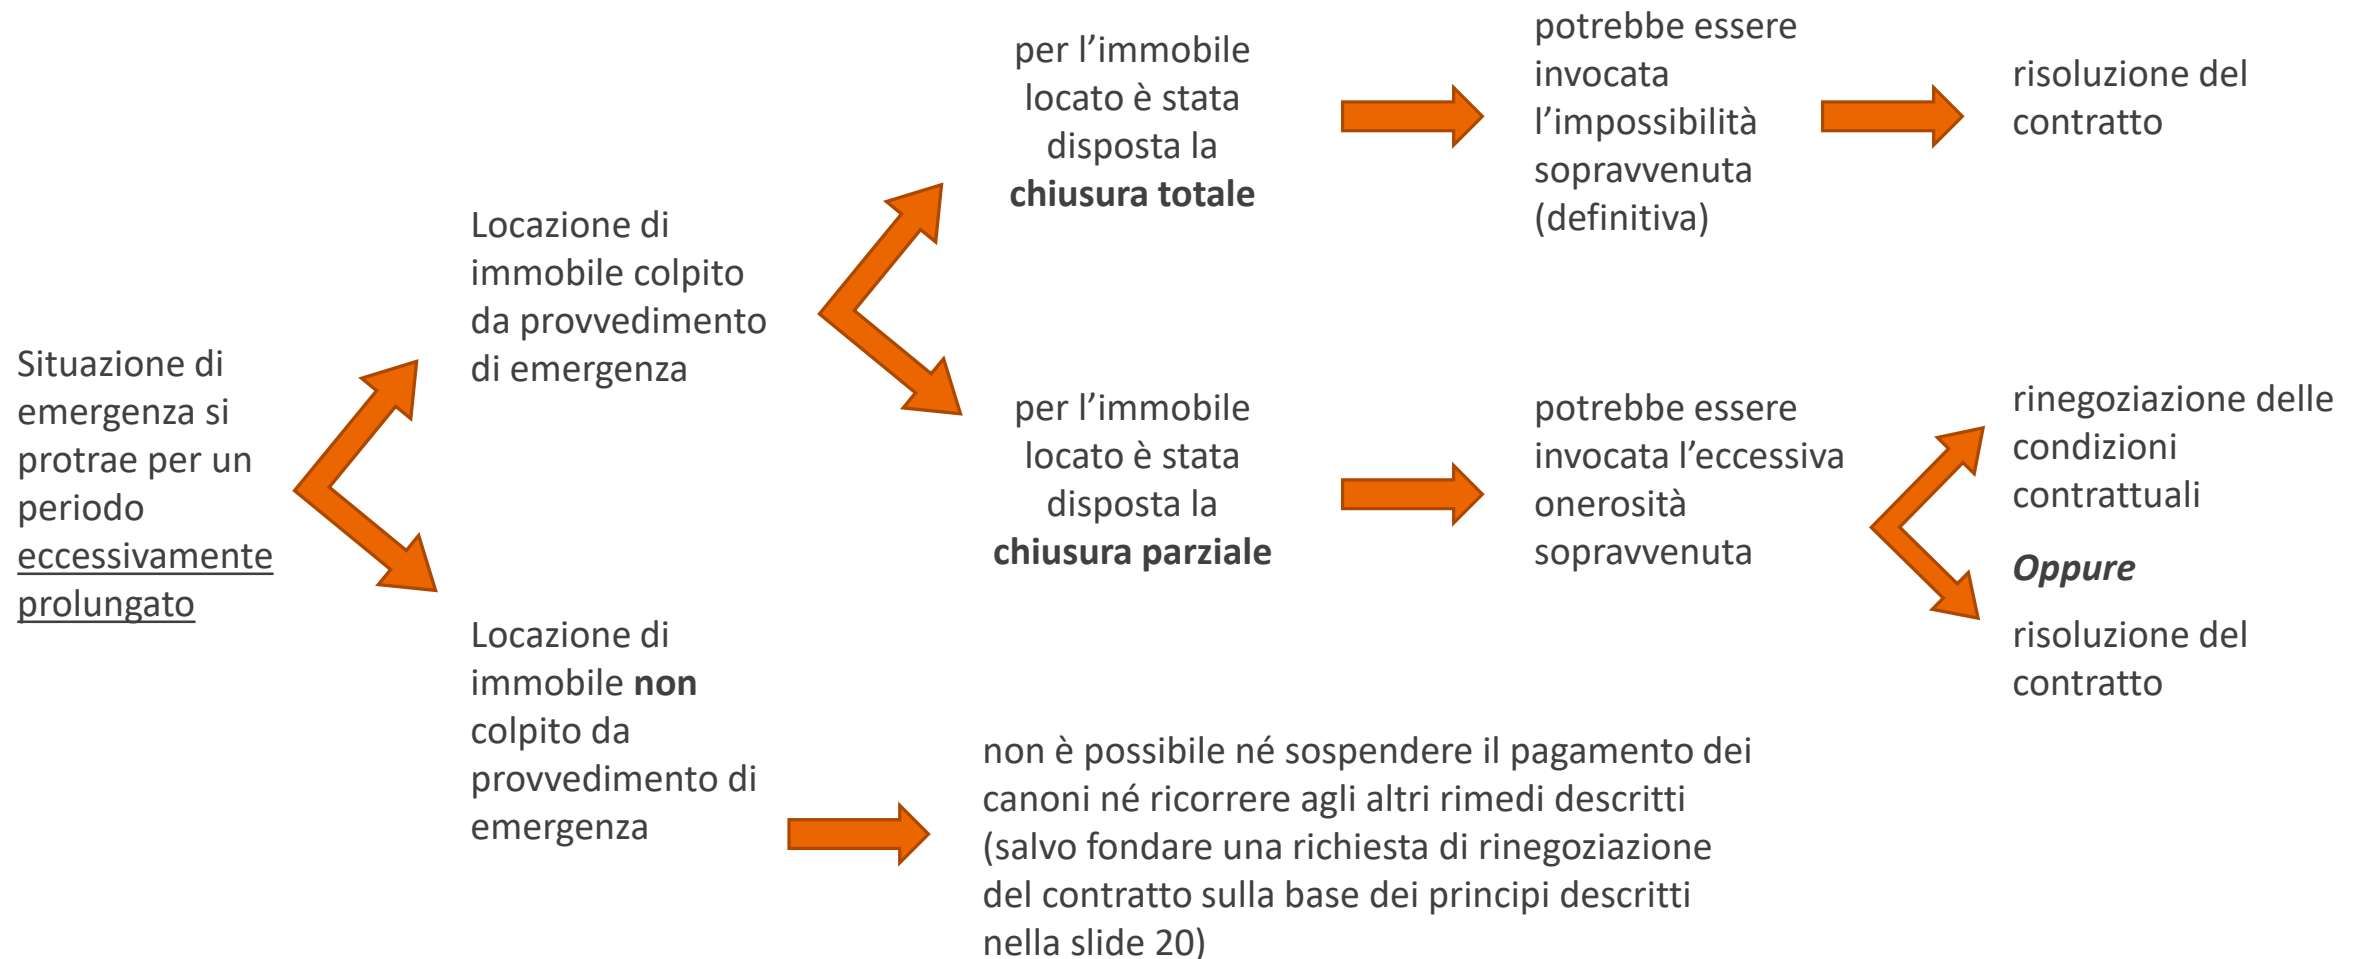 Situazione di
emergenza si
protrae per un
periodo
eccessivamente
prolungato
Locazione di
immobile colpito
da provvedimento
di emergenza
per l’immobile
locato è stata
disposta la
chiusura totale
potrebbe essere
invocata
l’impossibilità
sopravvenuta
(definitiva)
risoluzione del
contratto
per l’immobile
locato è stata
disposta la
chiusura parziale
potrebbe essere
invocata l’eccessiva
onerosità
sopravvenuta
rinegoziazione delle
condizioni
contrattuali
Oppure
risoluzione del
contratto
Locazione di
immobile non
colpito da
provvedimento di
emergenza
non è possibile né sospendere il pagamento dei
canoni né ricorrere agli altri rimedi descritti
(salvo fondare una richiesta di rinegoziazione
del contratto sulla base dei principi descritti
nella slide 20)